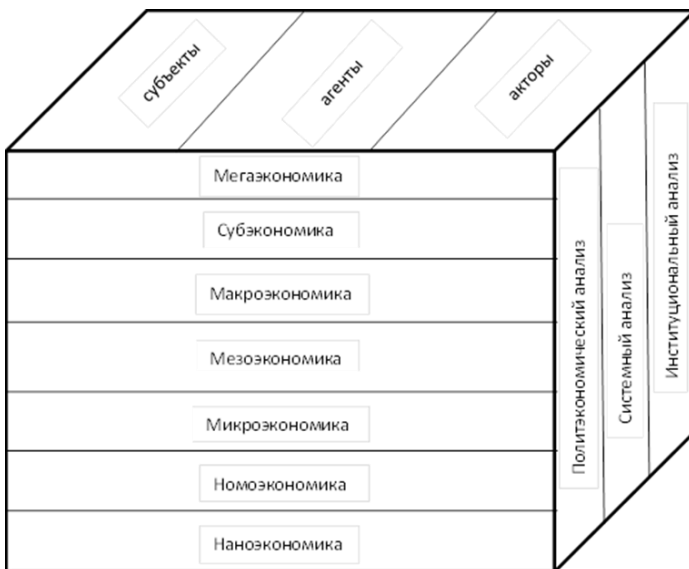 субъекты
агенты
акторы
Мегаэкономика
Субэкономика
Макроэкономика
Мезоэкономика
Микроэкономика
Номоэкономика
Наноэкономика
Политэкономический анализ
Системный анализ
Институциональный анализ